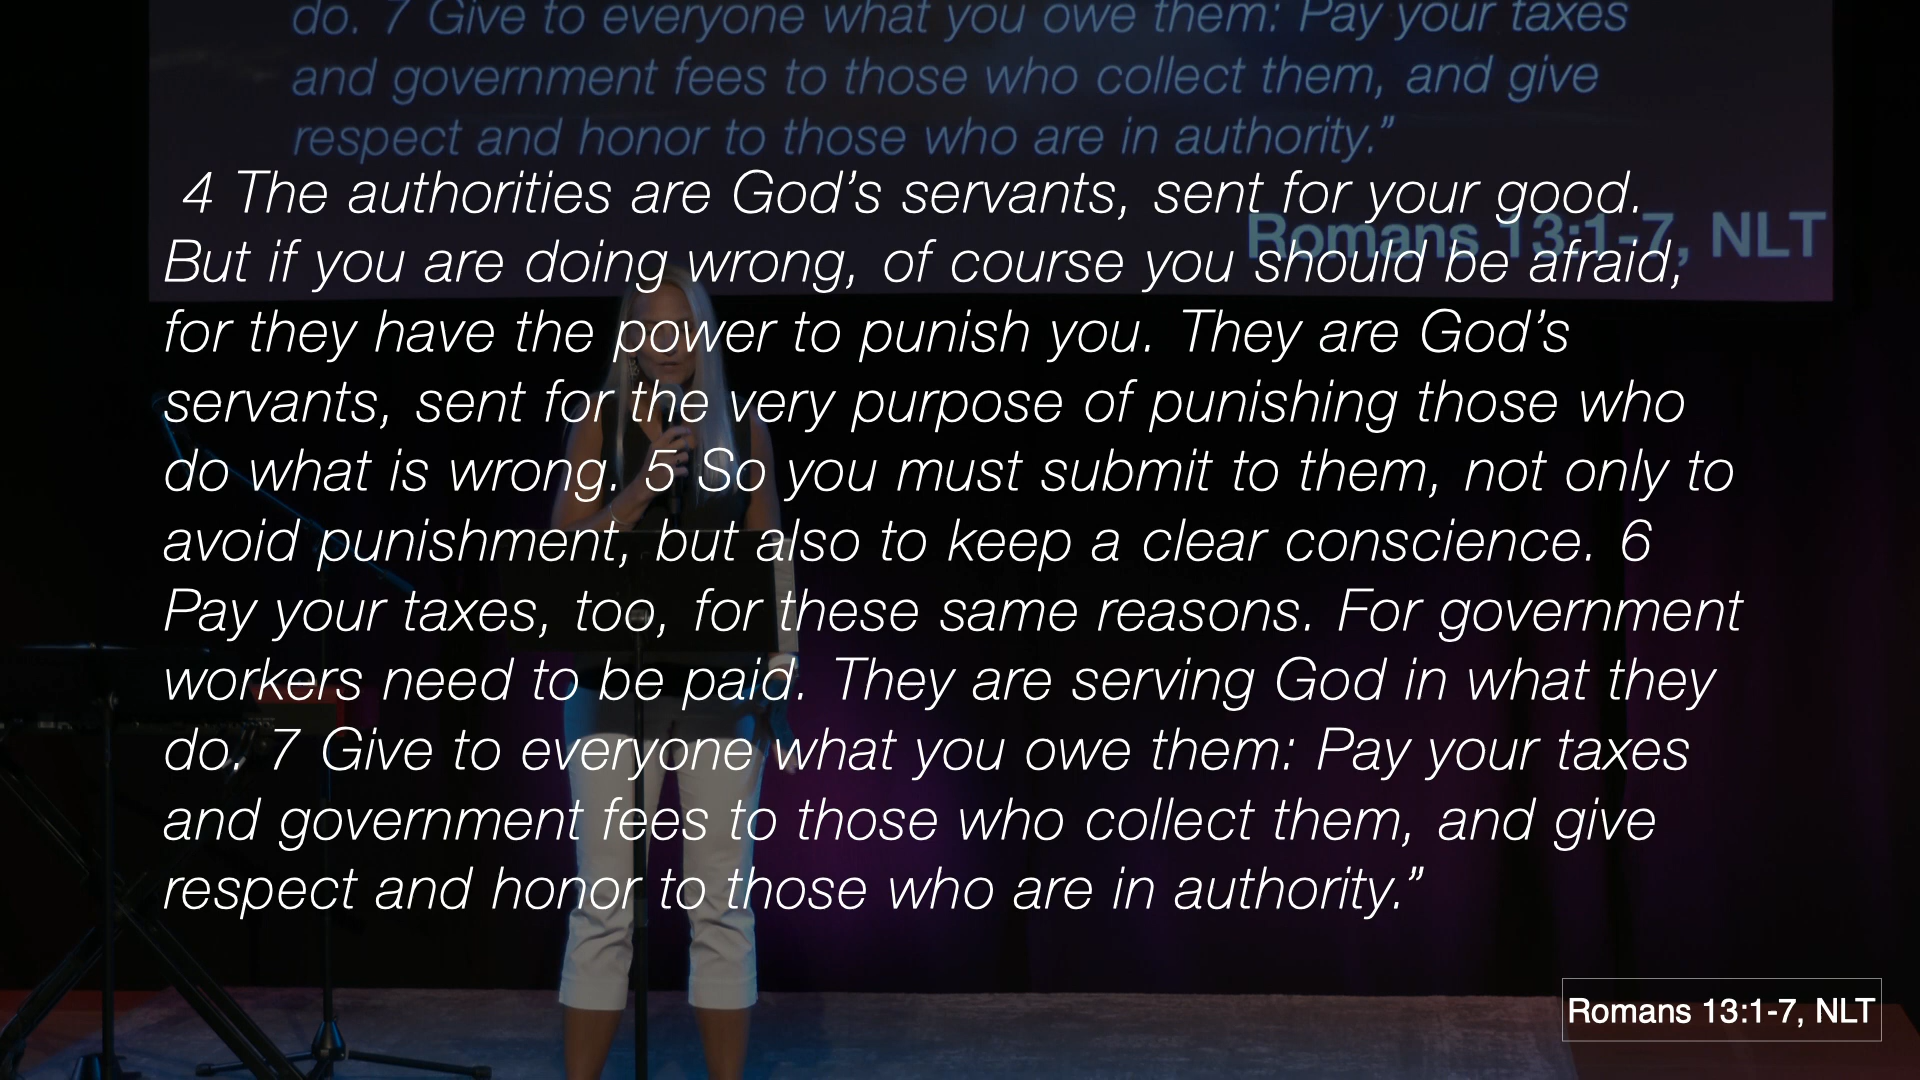 do. 7 Give to everyone what you owe them: Pay your taxes
and government fees to those who collect them, and give
respect and honor to those who are in authority.”
Romans 13:1-7, NLT
4 The authorities are God’s servants, sent for your good.
But if you are doing wrong, of course you should be afraid,
for they have the power to punish you. They are God’s
servants, sent for the very purpose of punishing those who
do what is wrong. 5 So you must submit to them, not only to
avoid punishment, but also to keep a clear conscience. 6
Pay your taxes, too, for these same reasons. For government
workers need to be paid. They are serving God in what they
do. 7 Give to everyone what you owe them: Pay your taxes
and government fees to those who collect them, and give
respect and honor to those who are in authority.”
Romans 13:1-7, NLT